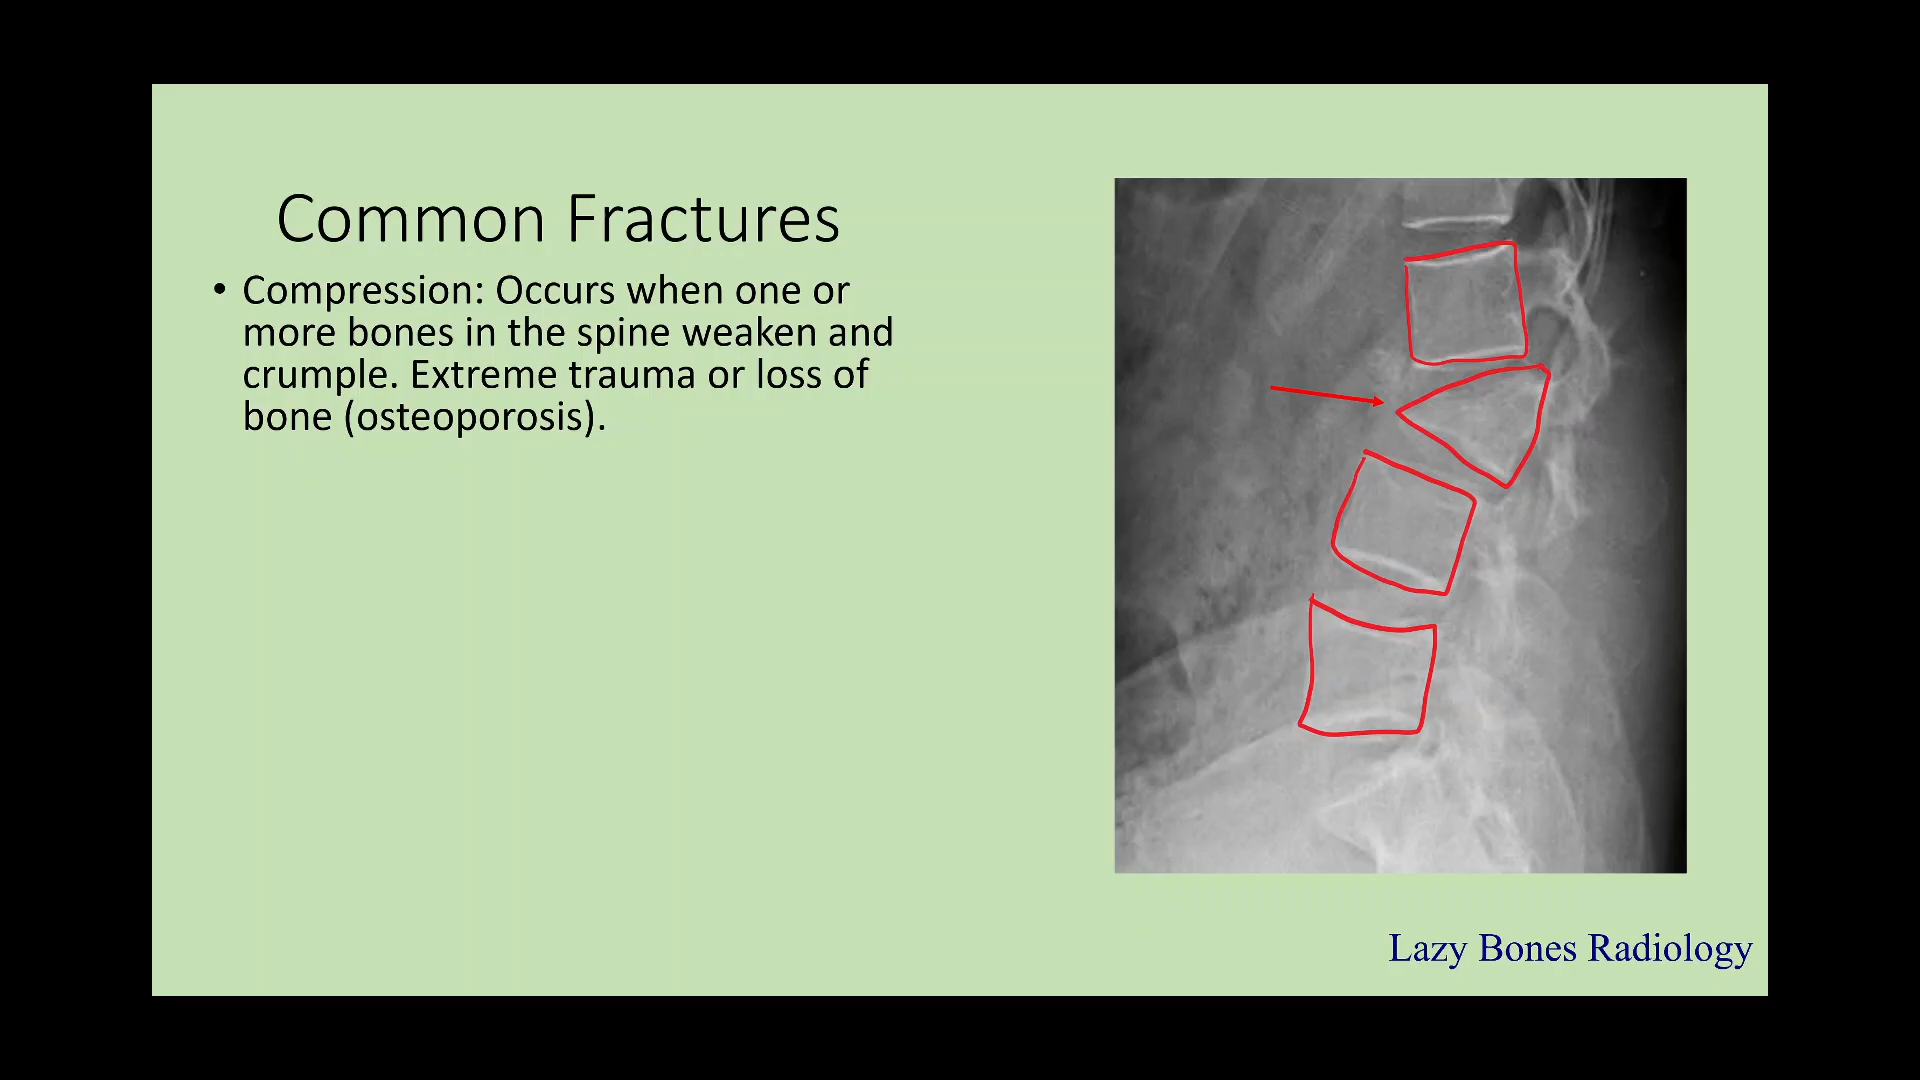 Common Fractures
• Compression: Occurs when one or
more bones in the spine weaken and
crumple. Extreme trauma or loss of
bone (osteoporosis).
Lazy Bones Radiology